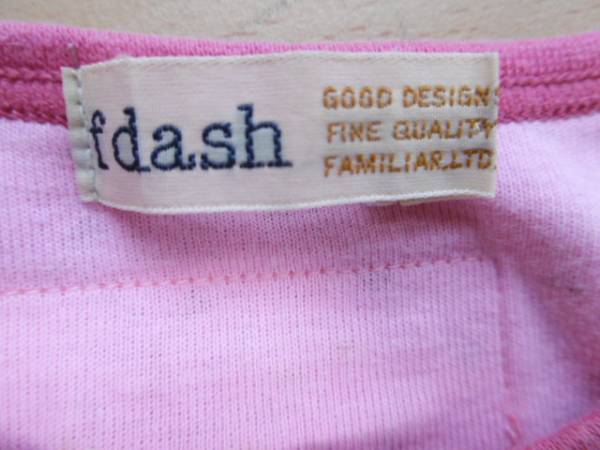 fdash
GOOD DESIGN
FINE QUALITY
FAMILIAR.LTD.